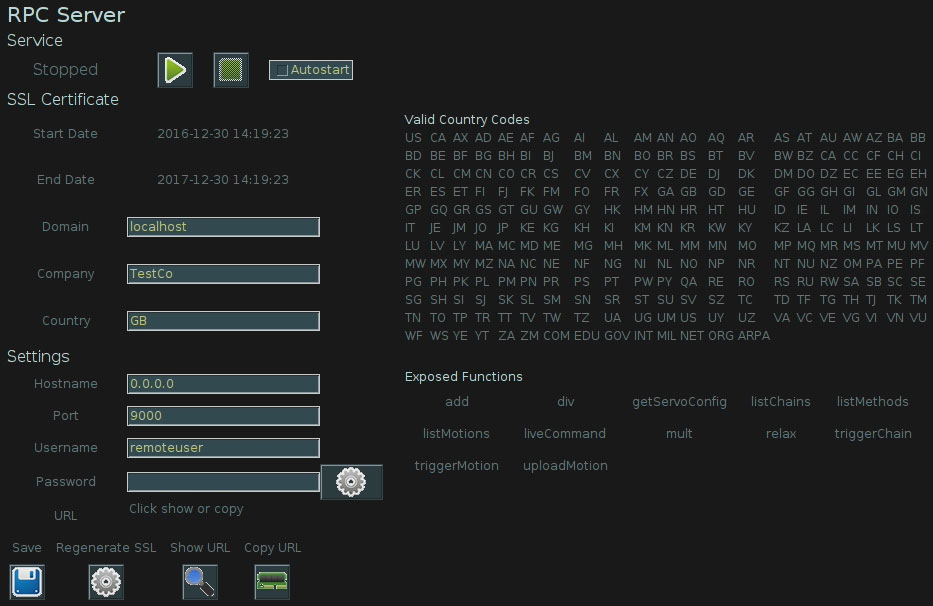 RPC Server
Service
Stopped
Autostart
SSL Certificate
Start Date 2016-12-30 14:19:23
End Date 2017-12-30 14:19:23
Domain localhost
Company TestCo
Country GB
Settings
Hostname 0.0.0.0
Port 9000
Username remoteuser
Password
URL Click show or copy
Save Regenerate SSL Show URL Copy URL
Valid Country Codes
US CA AX AD AE AF AG AI AL AM AN AO AQ AR AS AT AU AW AZ BA BB
BD BE BF BG BH BI BJ BM BN BO BR BS BT BV BW BZ CA CC CF CH CI
CK CL CM CN CO CR CS CV CX CY CZ DE DJ DK DM DO DZ EC EE EG EH
ER ES ET FI FJ FK FM FO FR FX GA GB GD GE GF GG GH GI GL GM GN
GP GQ GR GS GT GU GW GY HK HM HN HR HT HU ID IE IL IM IN IO IS
IT JE JM JO JP KE KG KH KI KM KN KR KW KY KZ LA LC LI LK LS LT
LU LV LY MA MC MD ME MG MH MK ML MM MN MO MP MQ MR MS MT MU MV
MW MX MY MZ NA NC NE NF NG NI NL NO NP NR NT NU NZ OM PA PE PF
PG PH PK PL PM PN PR PS PT PW PY QA RE RO RS RU RW SA SB SC SE
SG SH SI SJ SK SL SM SN SR ST SU SV SZ TC TD TF TG TH TJ TK TM
TN TO TP TR TT TV TW TZ UA UG UM US UY UZ VA VC VE VG VI VN VU
WF WS YE YT ZA ZM COM EDU GOV INT MIL NET ORG ARPA
Exposed Functions
add div getServoConfig listChains listMethods
listMotions liveCommand mult relax triggerChain
triggerMotion uploadMotion